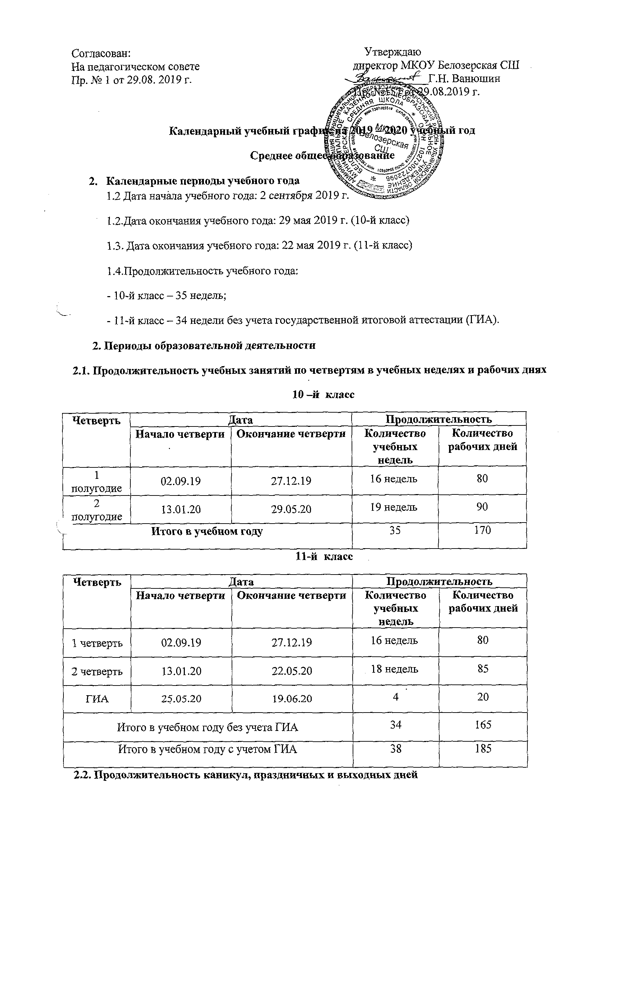 Согласован:
На педагогическом совете
Пр. № 1 от 29.08. 2019 г.
Утверждаю
директор МКОУ Белозерская СШ
Г.Н. Ванюшин
29.08.2019 г.
Календарный учебный график на 2019 – 2020 учебный год
Среднее общее образование
МКОУ
Белозерская
СШ
2. Календарные периоды учебного года
1.2 Дата начала учебного года: 2 сентября 2019 г.
1.2.Дата окончания учебного года: 29 мая 2019 г. (10-й класс)
1.3. Дата окончания учебного года: 22 мая 2019 г. (11-й класс)
1.4.Продолжительность учебного года:
- 10-й класс – 35 недель;
- 11-й класс – 34 недели без учета государственной итоговой аттестации (ГИА).
2. Периоды образовательной деятельности
2.1. Продолжительность учебных занятий по четвертям в учебных неделях и рабочих днях
10 –й класс
Четверть Дата Продолжительность
Начало четверти Окончание четверти Количество учебных недель Количество рабочих дней
1 полугодие 02.09.19 27.12.19 16 недель 80
2 полугодие 13.01.20 29.05.20 19 недель 90
Итого в учебном году 35 170
11-й класс
Четверть Дата Продолжительность
Начало четверти Окончание четверти Количество учебных недель Количество рабочих дней
1 четверть 02.09.19 27.12.19 16 недель 80
2 четверть 13.01.20 22.05.20 18 недель 85
ГИА 25.05.20 19.06.20 4 20
Итого в учебном году без учета ГИА 34 165
Итого в учебном году с учетом ГИА 38 185
2.2. Продолжительность каникул, праздничных и выходных дней